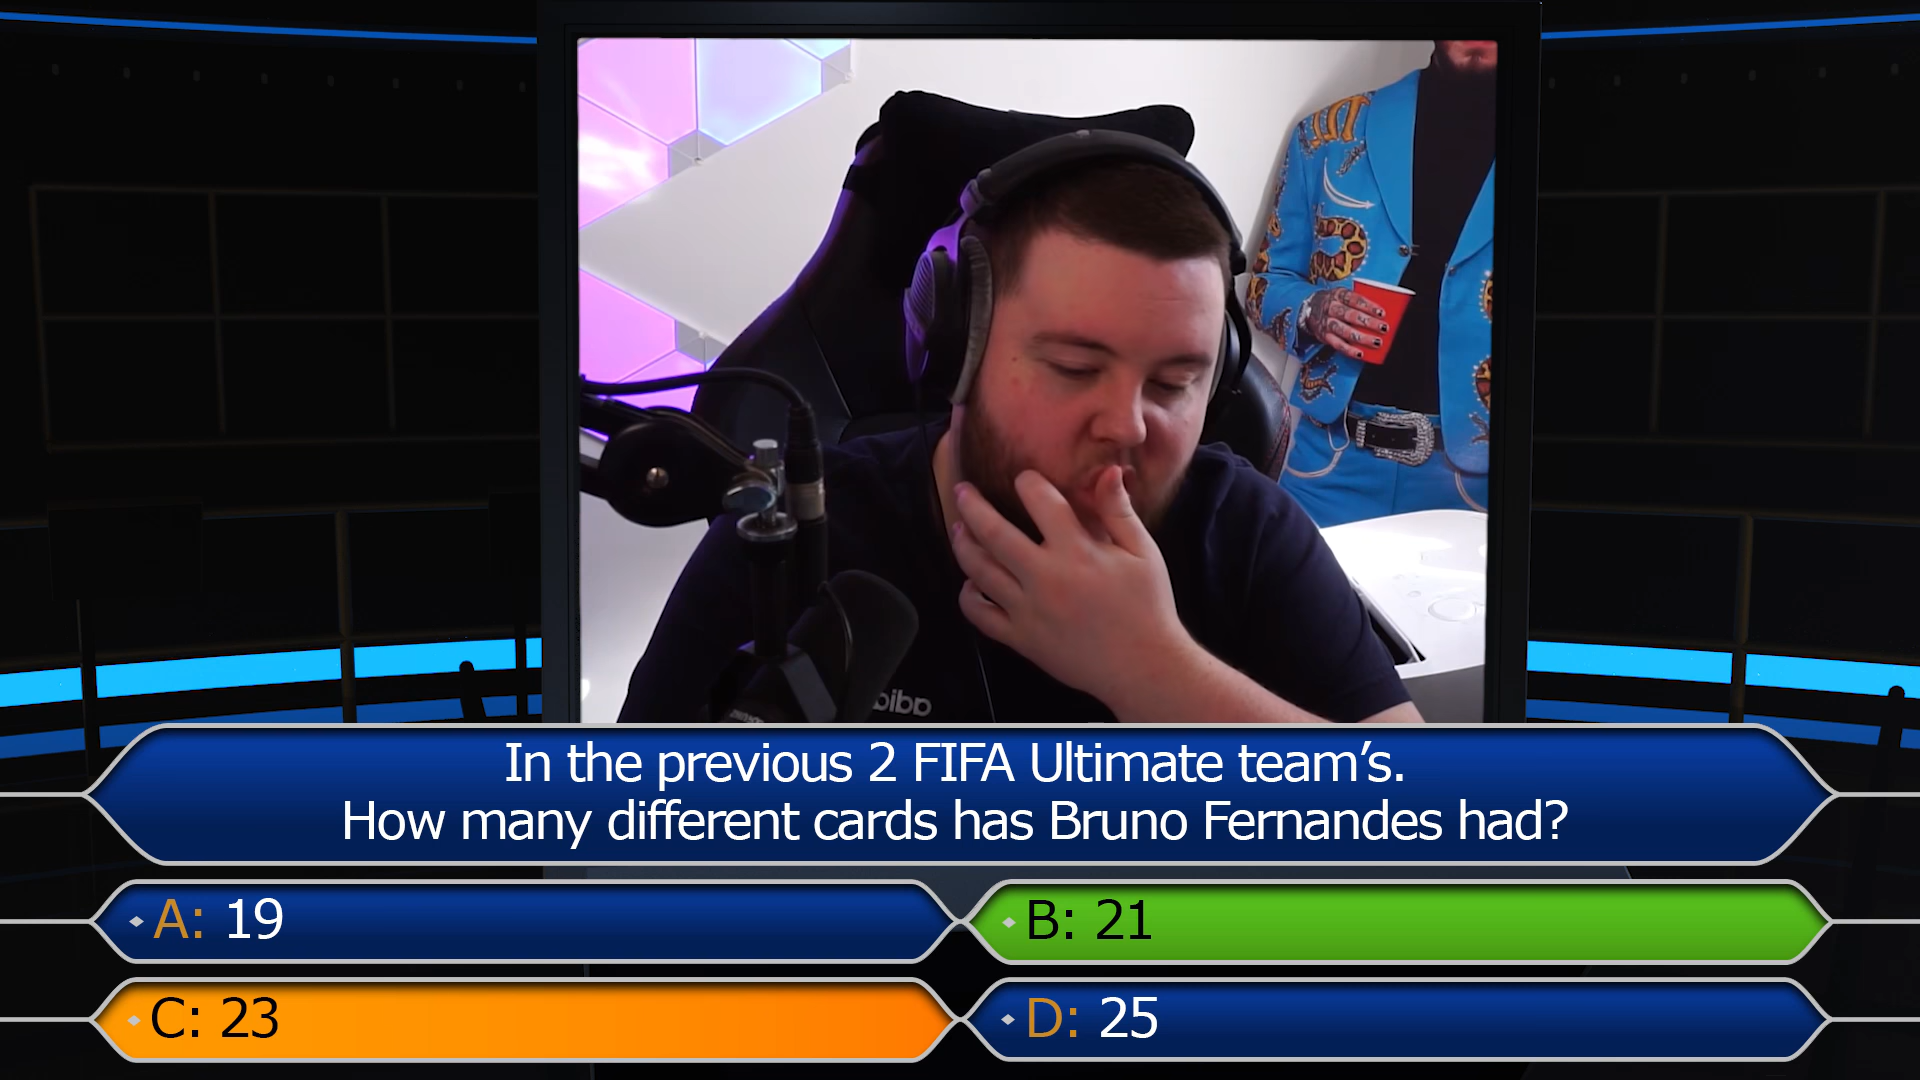 In the previous 2 FIFA Ultimate team’s.
How many different cards has Bruno Fernandes had?
A: 19
B: 21
C: 23
D: 25